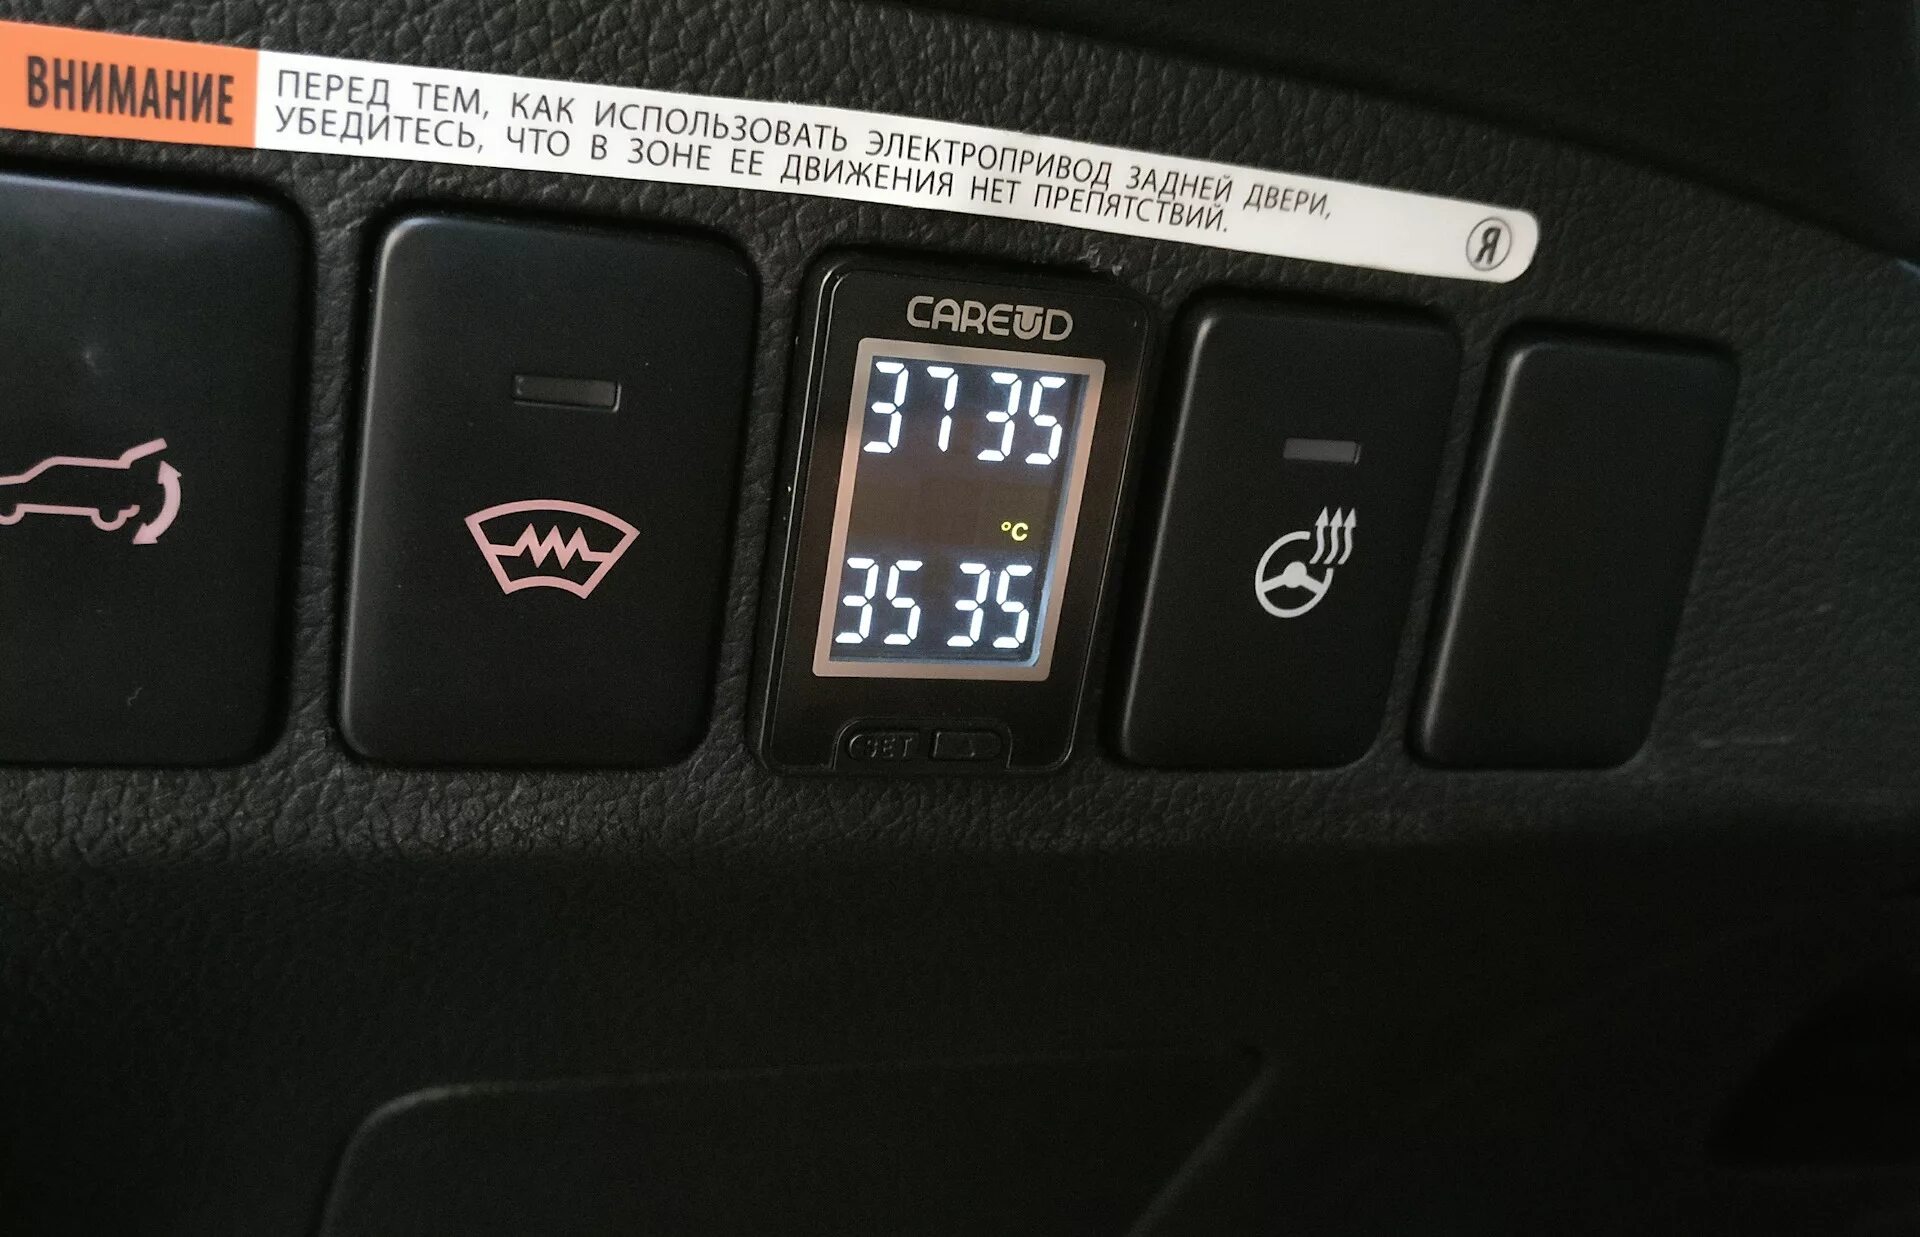 ВНИМАНИЕ
ПЕРЕД ТЕМ, КАК ИСПОЛЬЗОВАТЬ ЭЛЕКТРОПРИВОД ЗАДНЕЙ ДВЕРИ,
УБЕДИТЕСЬ, ЧТО В ЗОНЕ ЕЕ ДВИЖЕНИЯ НЕТ ПРЕПЯТСТВИЙ.
Я
CAREUD
37 35
°C
35 35
SET